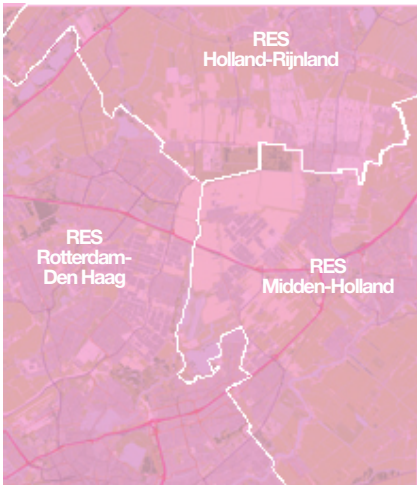 RES
Holland-Rijnland
RES
Rotterdam-
Den Haag
RES
Midden-Holland